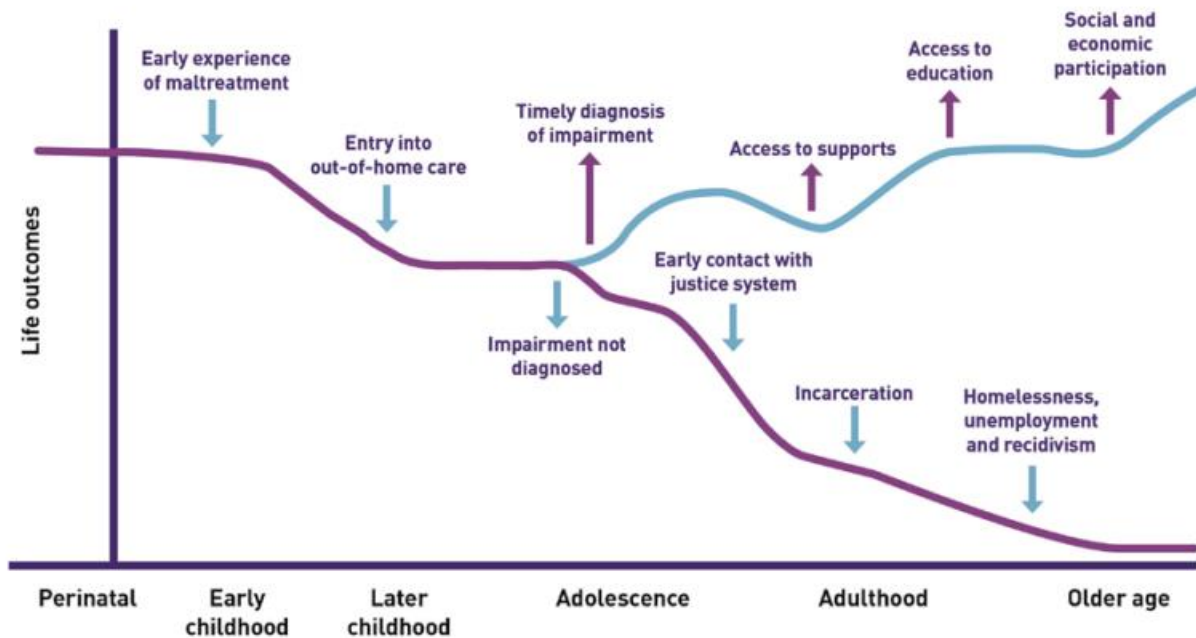 Social and
economic
participation
Access to
education
Early experience
of maltreatment
Timely diagnosis
of impairment
Entry into
out-of-home care
Access to supports
Early contact with
justice system
Impairment not
diagnosed
Incarceration
Homelessness,
unemployment
and recidivism
Life outcomes
Perinatal
Early
childhood
Later
childhood
Adolescence
Adulthood
Older age